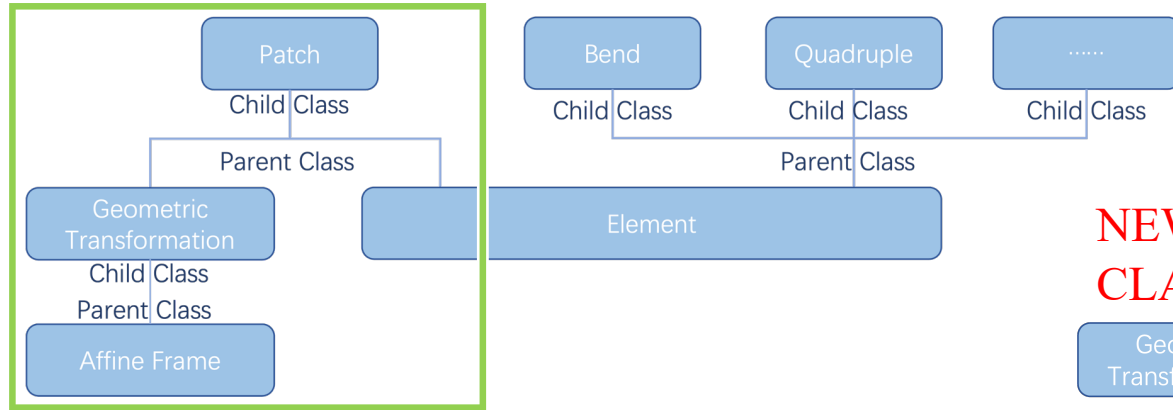 Patch
Bend
Quadruple
......
Child Class
Child Class
Child Class
Child Class
Parent Class
Parent Class
Geometric
Transformation
Element
Child Class
Parent Class
Affine Frame